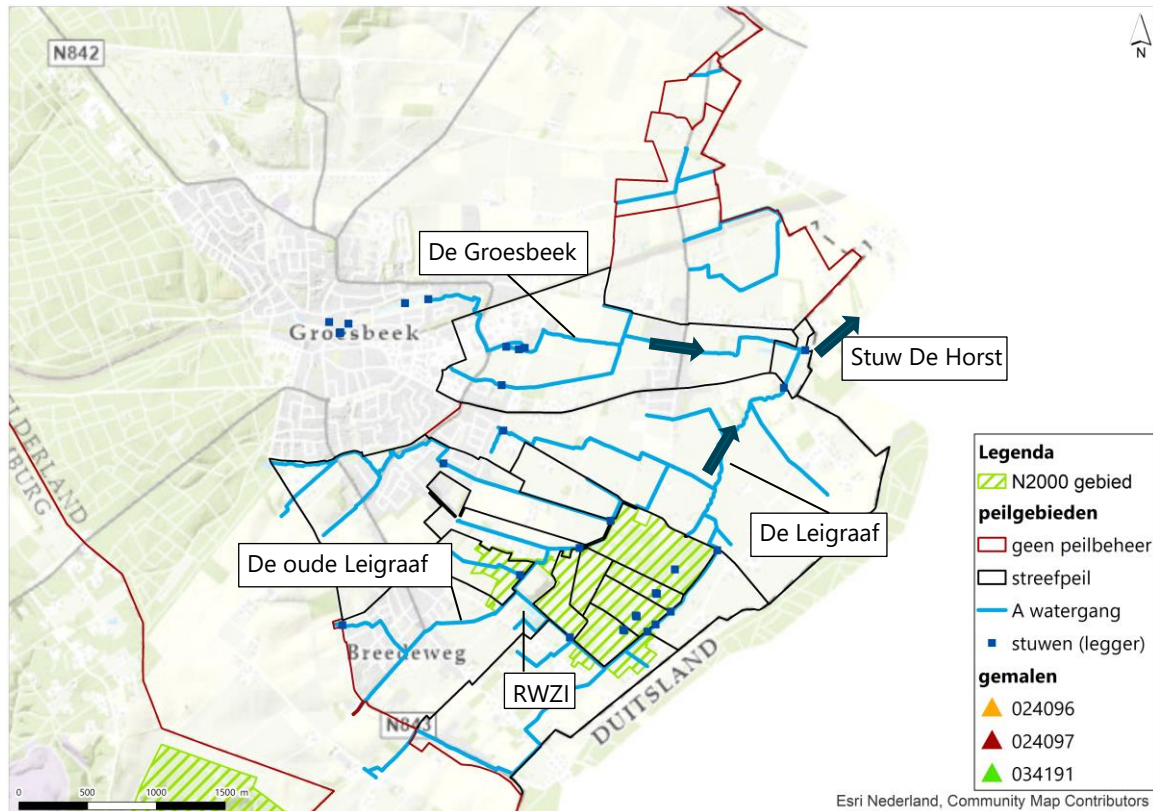 N842
N
De Groesbeek
Groesbeek
Stuw De Horst
De Leigraaf
De oude Leigraaf
Breedeweg
RWZI
N843
DUITSLAND
ELDERLAND
BURG
Legenda
N2000 gebied
peilgebieden
geen peilbeheer
streefpeil
A watergang
stuwen (legger)
gemalen
024096
024097
034191
0 500 1000 1500 m
Esri Nederland, Community Map Contributors